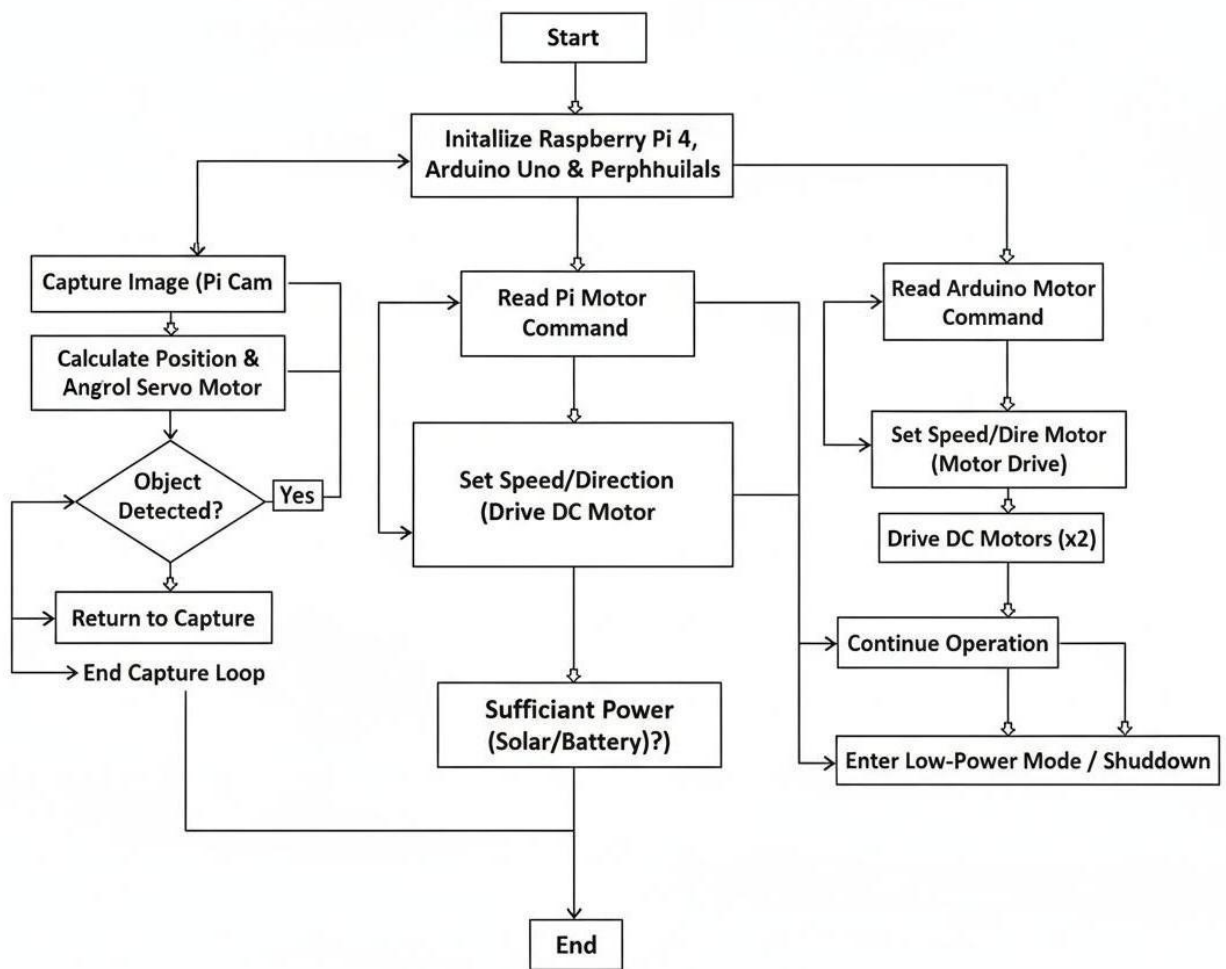 Start
Initallize Raspberry Pi 4,
Arduino Uno & Perphhuilals
Capture Image (Pi Cam
Calculate Position &
Angrol Servo Motor
Object
Detected?
Yes
Return to Capture
End Capture Loop
Read Pi Motor
Command
Set Speed/Direction
(Drive DC Motor
Sufficiant Power
(Solar/Battery)?)
Read Arduino Motor
Command
Set Speed/Dire Motor
(Motor Drive)
Drive DC Motors (x2)
Continue Operation
Enter Low-Power Mode / Shuddown
End